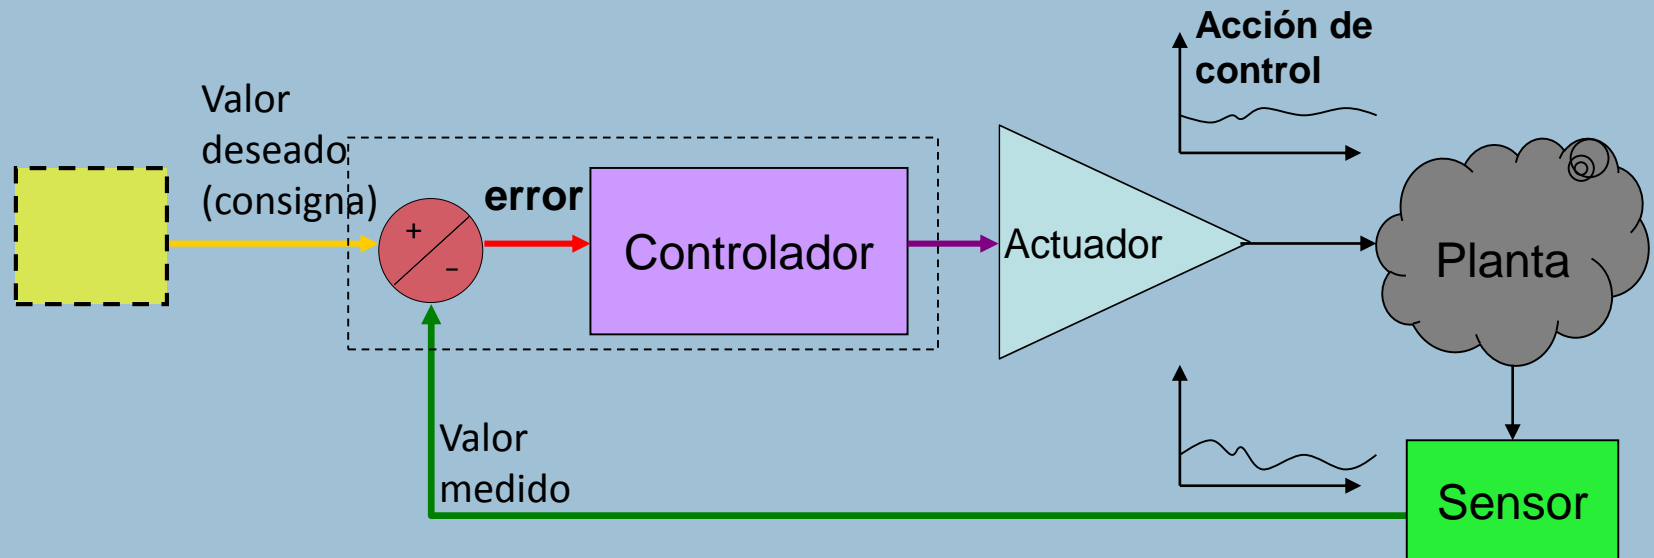 Acción de
control
Valor
deseado
(consigna)
error
+
-
Controlador
Actuador
Planta
Valor
medido
Sensor